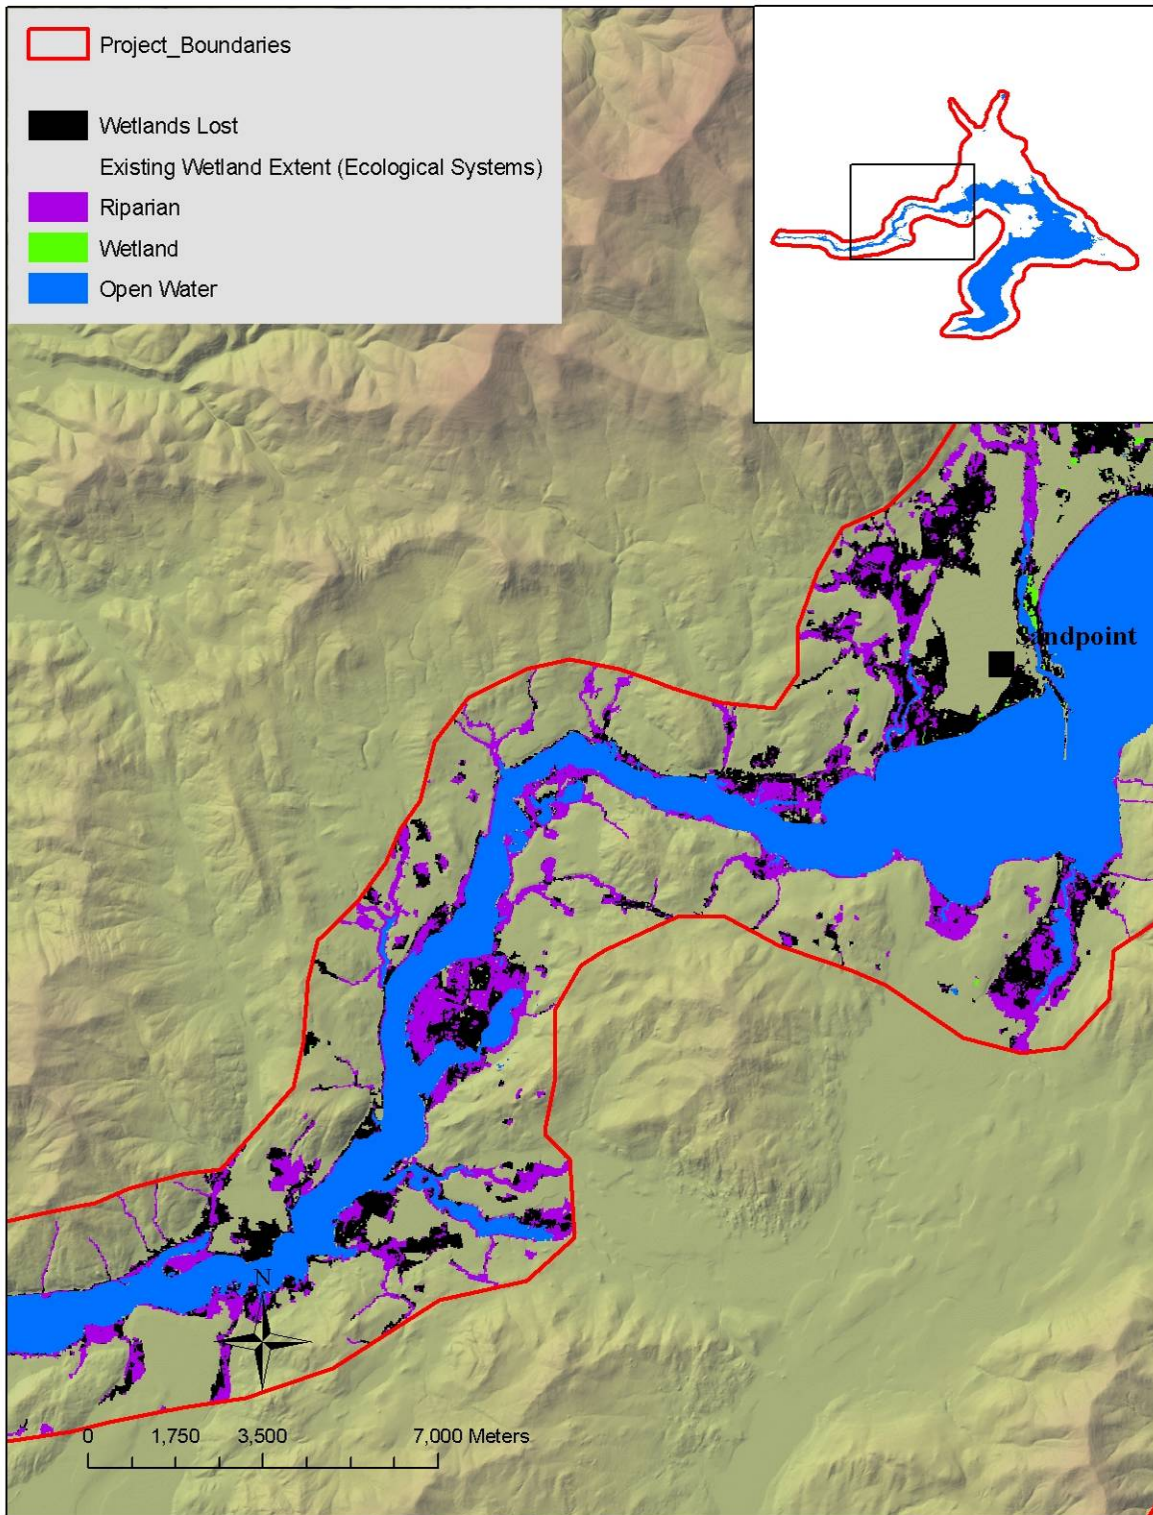 Project_Boundaries
Wetlands Lost
Existing Wetland Extent (Ecological Systems)
Riparian
Wetland
Open Water
Sandpoint
N
0 1,750 3,500 7,000 Meters